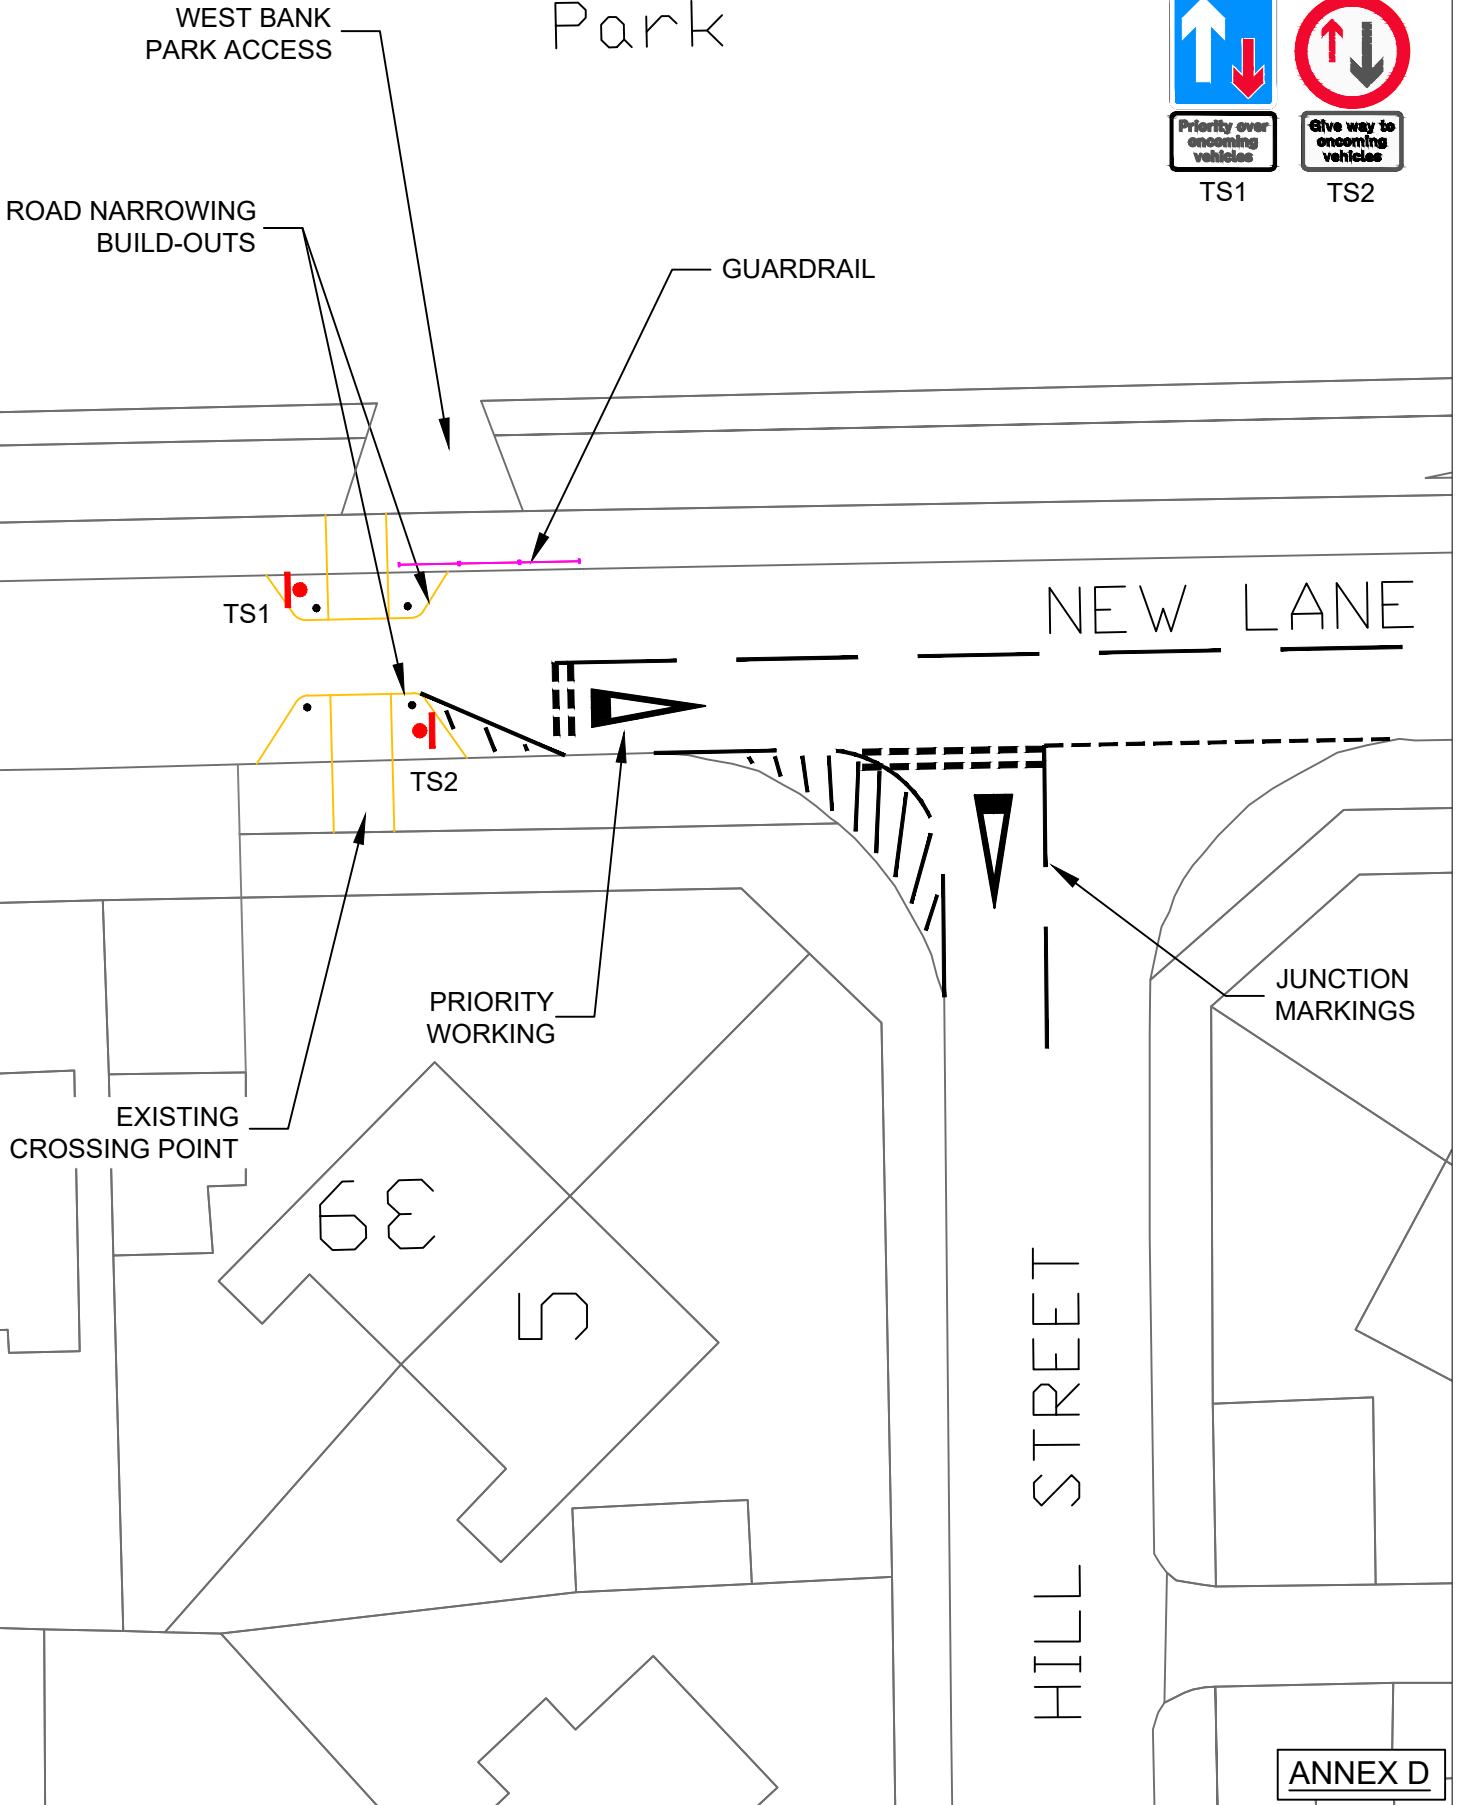 WEST BANK
PARK ACCESS
Park
Priority over
oncoming
vehicles
Give way to
oncoming
vehicles
TS1
TS2
ROAD NARROWING
BUILD-OUTS
GUARDRAIL
TS1
NEW LANE
TS2
PRIORITY
WORKING
JUNCTION
MARKINGS
EXISTING
CROSSING POINT
39
5
HILL STREET
ANNEX D